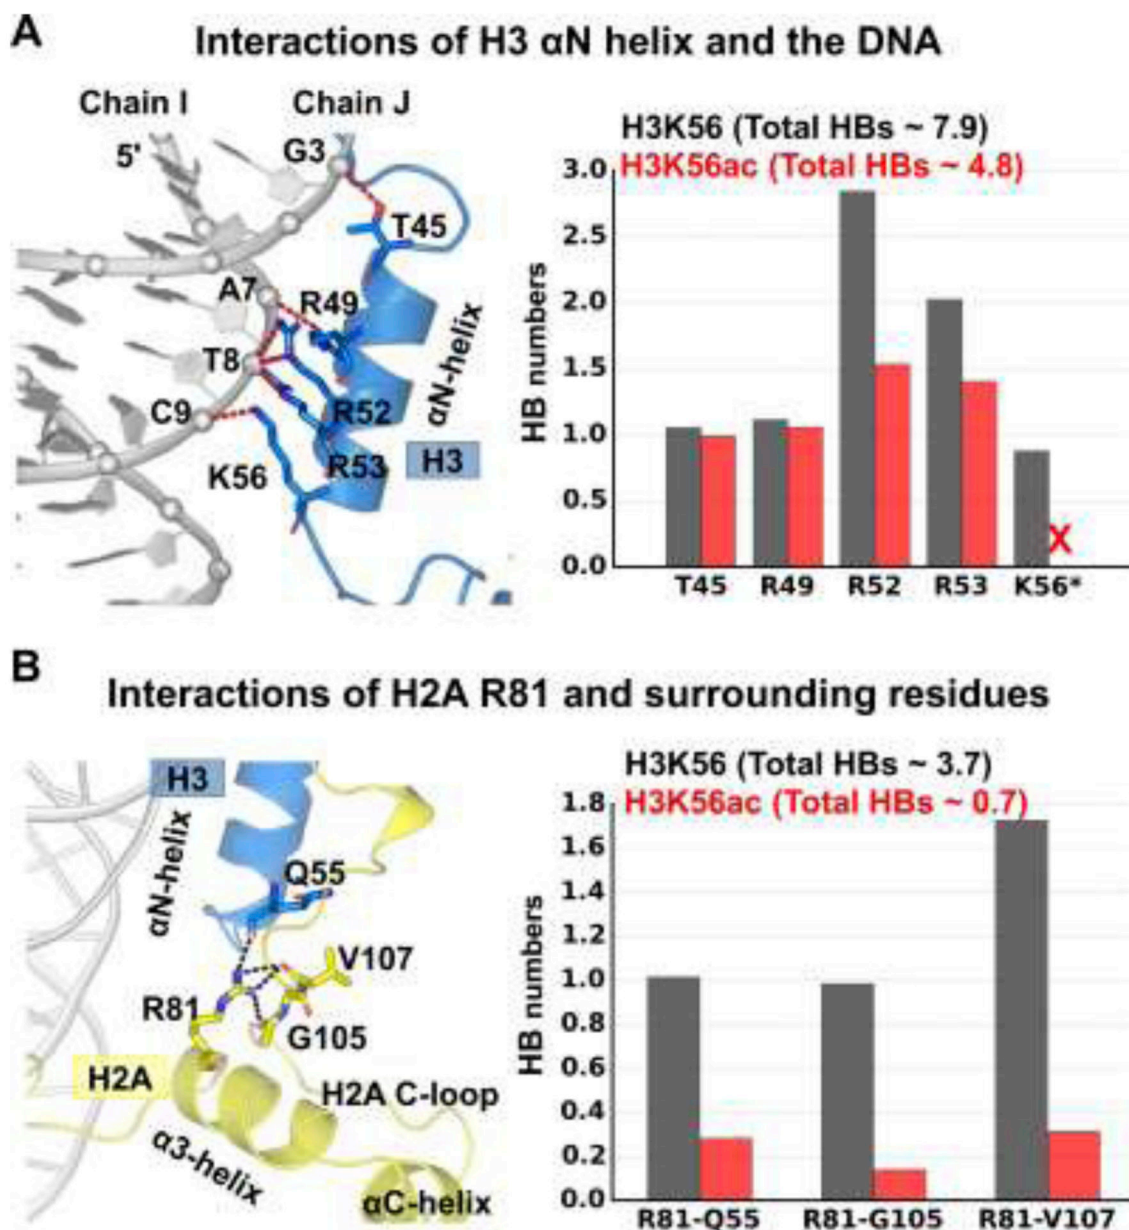 A
Interactions of H3 αN helix and the DNA
Chain I
Chain J
5'
G3
T45
A7
R49
T8
αN-helix
C9
R52
R53
H3
K56
H3K56 (Total HBs ~ 7.9)
H3K56ac (Total HBs ~ 4.8)
HB numbers
3.0
2.5
2.0
1.5
1.0
0.5
0.0
X
T45 R49 R52 R53 K56*
B
Interactions of H2A R81 and surrounding residues
H3
αN-helix
Q55
V107
R81
G105
H2A
H2A C-loop
α3-helix
αC-helix
H3K56 (Total HBs ~ 3.7)
H3K56ac (Total HBs ~ 0.7)
HB numbers
1.8
1.6
1.4
1.2
1.0
0.8
0.6
0.4
0.2
0.0
R81-Q55 R81-G105 R81-V107